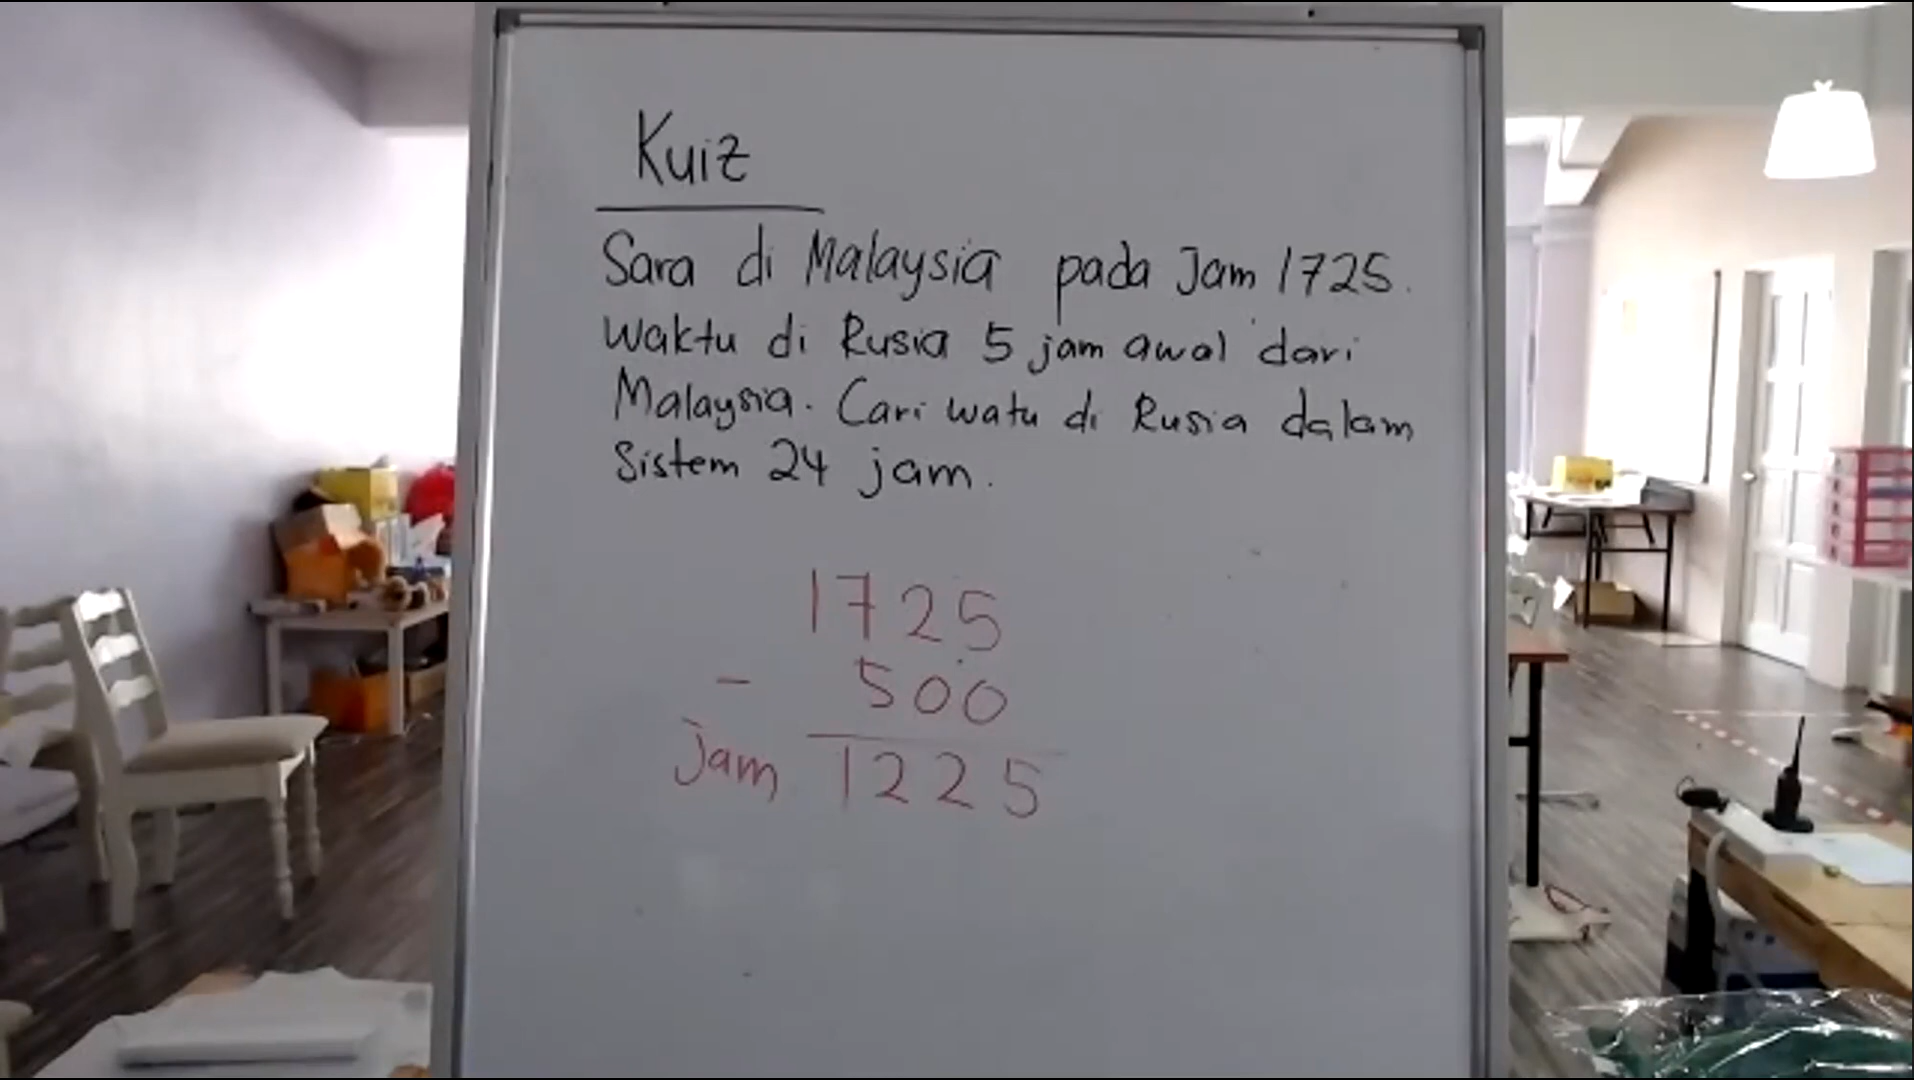 Kuiz
Sara di Malaysia pada Jam 1725.
Waktu di Rusia 5 jam awal dari
Malaysia. Cari watu di Rusia dalam
Sistem 24 jam.
1725
- 500
jam 1225